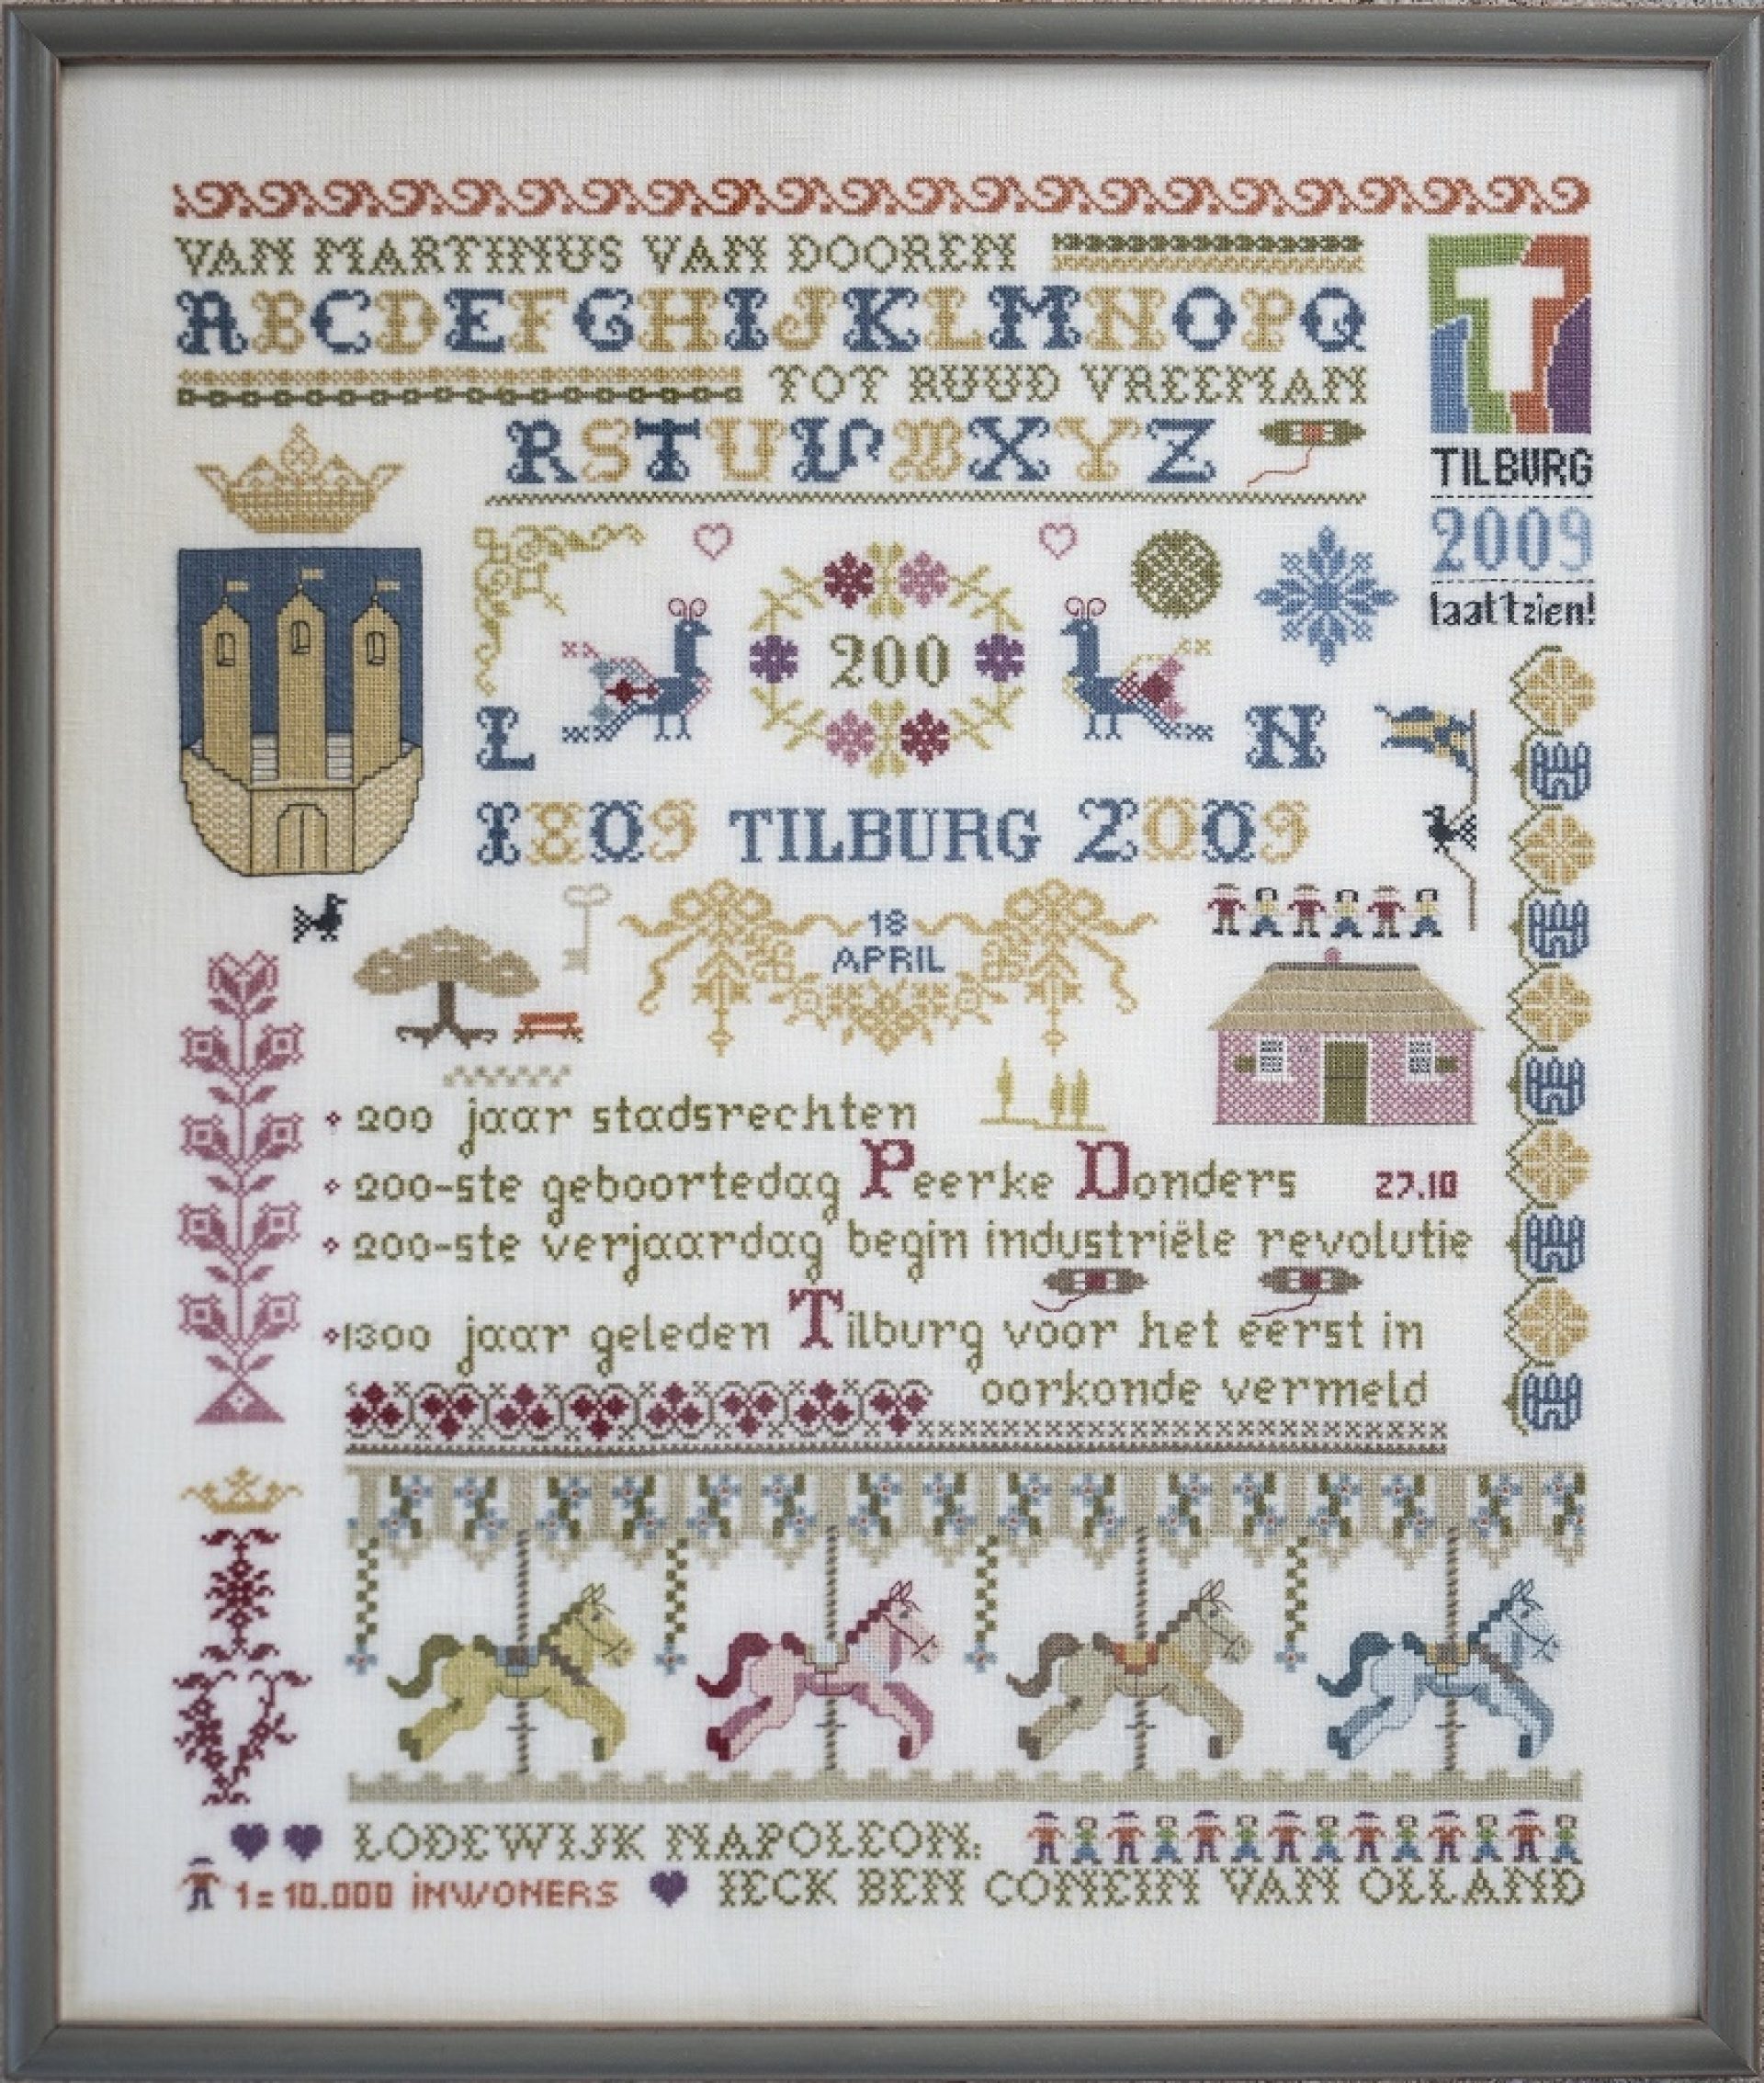 VAN MARTINUS VAN DOOREN
ABCDEFGHIJKLMNOPQ
TOT RUUD VREEMAN
RSTUVWXYZ
T
TILBURG
2009
laat 't zien!
200
L N
1809 TILBURG 2009
18
APRIL
200 jaar stadsrechten
200-ste geboortedag Peerke Donders 27.10
200-ste verjaardag begin industriële revolutie
1300 jaar geleden Tilburg voor het eerst in
oorkonde vermeld
LODEWIJK NAPOLEON:
1=10.000 inwoners IECK BEN CONEIN VAN OLLAND